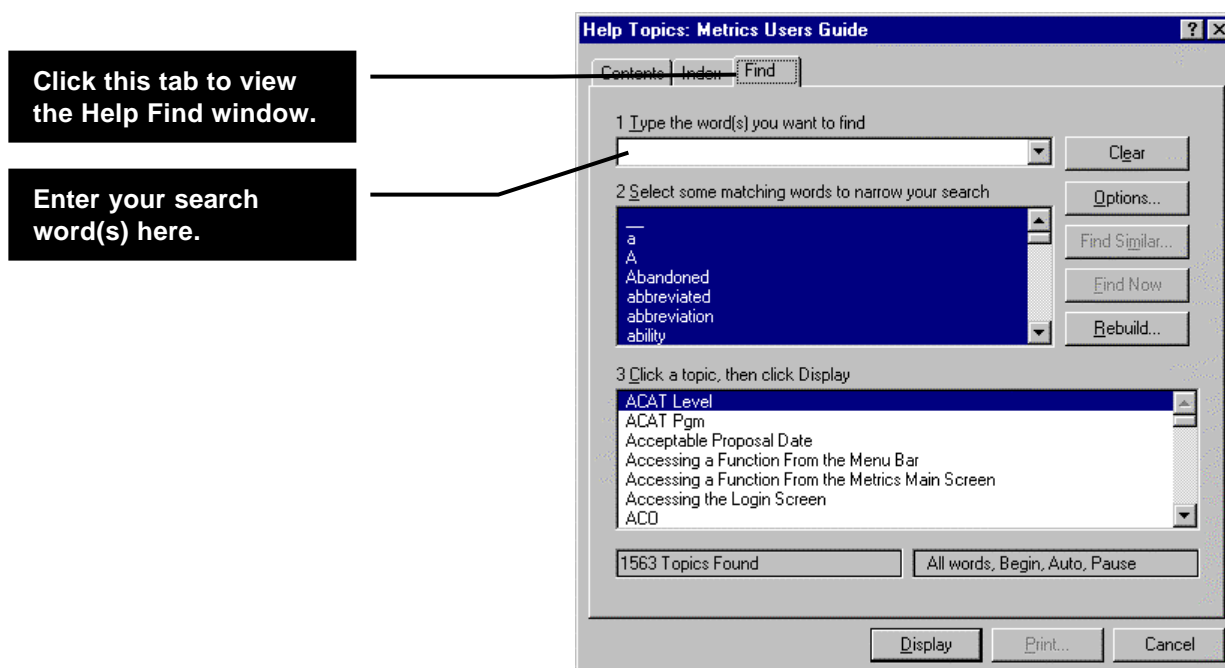 Help Topics: Metrics Users Guide
Click this tab to view
the Help Find window.
Contents Index Find
1 Type the word(s) you want to find
Clear
Enter your search
word(s) here.
2 Select some matching words to narrow your search
Options...
__
a
A
Abandoned
abbreviated
abbreviation
ability
Find Similar...
Find Now
Rebuild...
3 Click a topic, then click Display
ACAT Level
ACAT Pgm
Acceptable Proposal Date
Accessing a Function From the Menu Bar
Accessing a Function From the Metrics Main Screen
Accessing the Login Screen
ACO
1563 Topics Found
All words, Begin, Auto, Pause
Display Print... Cancel